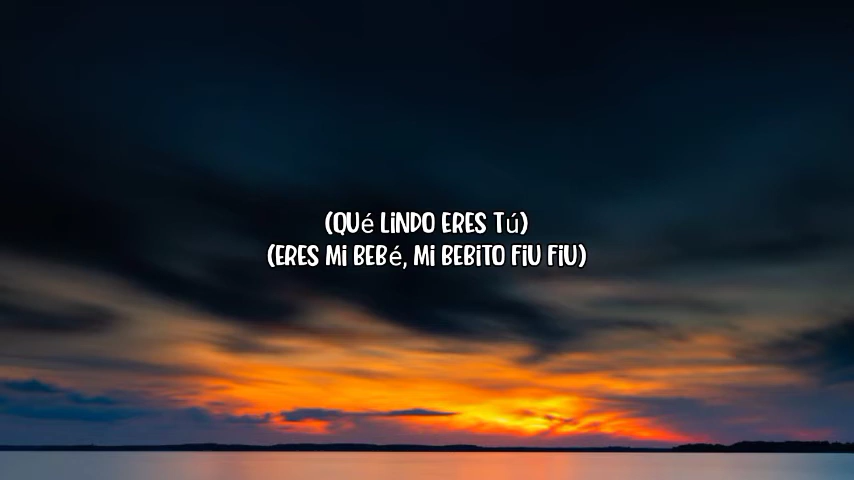 (QUé LiNDO ERES Tú)
(ERES Mi BEBé, Mi BEBiTO FiU FiU)